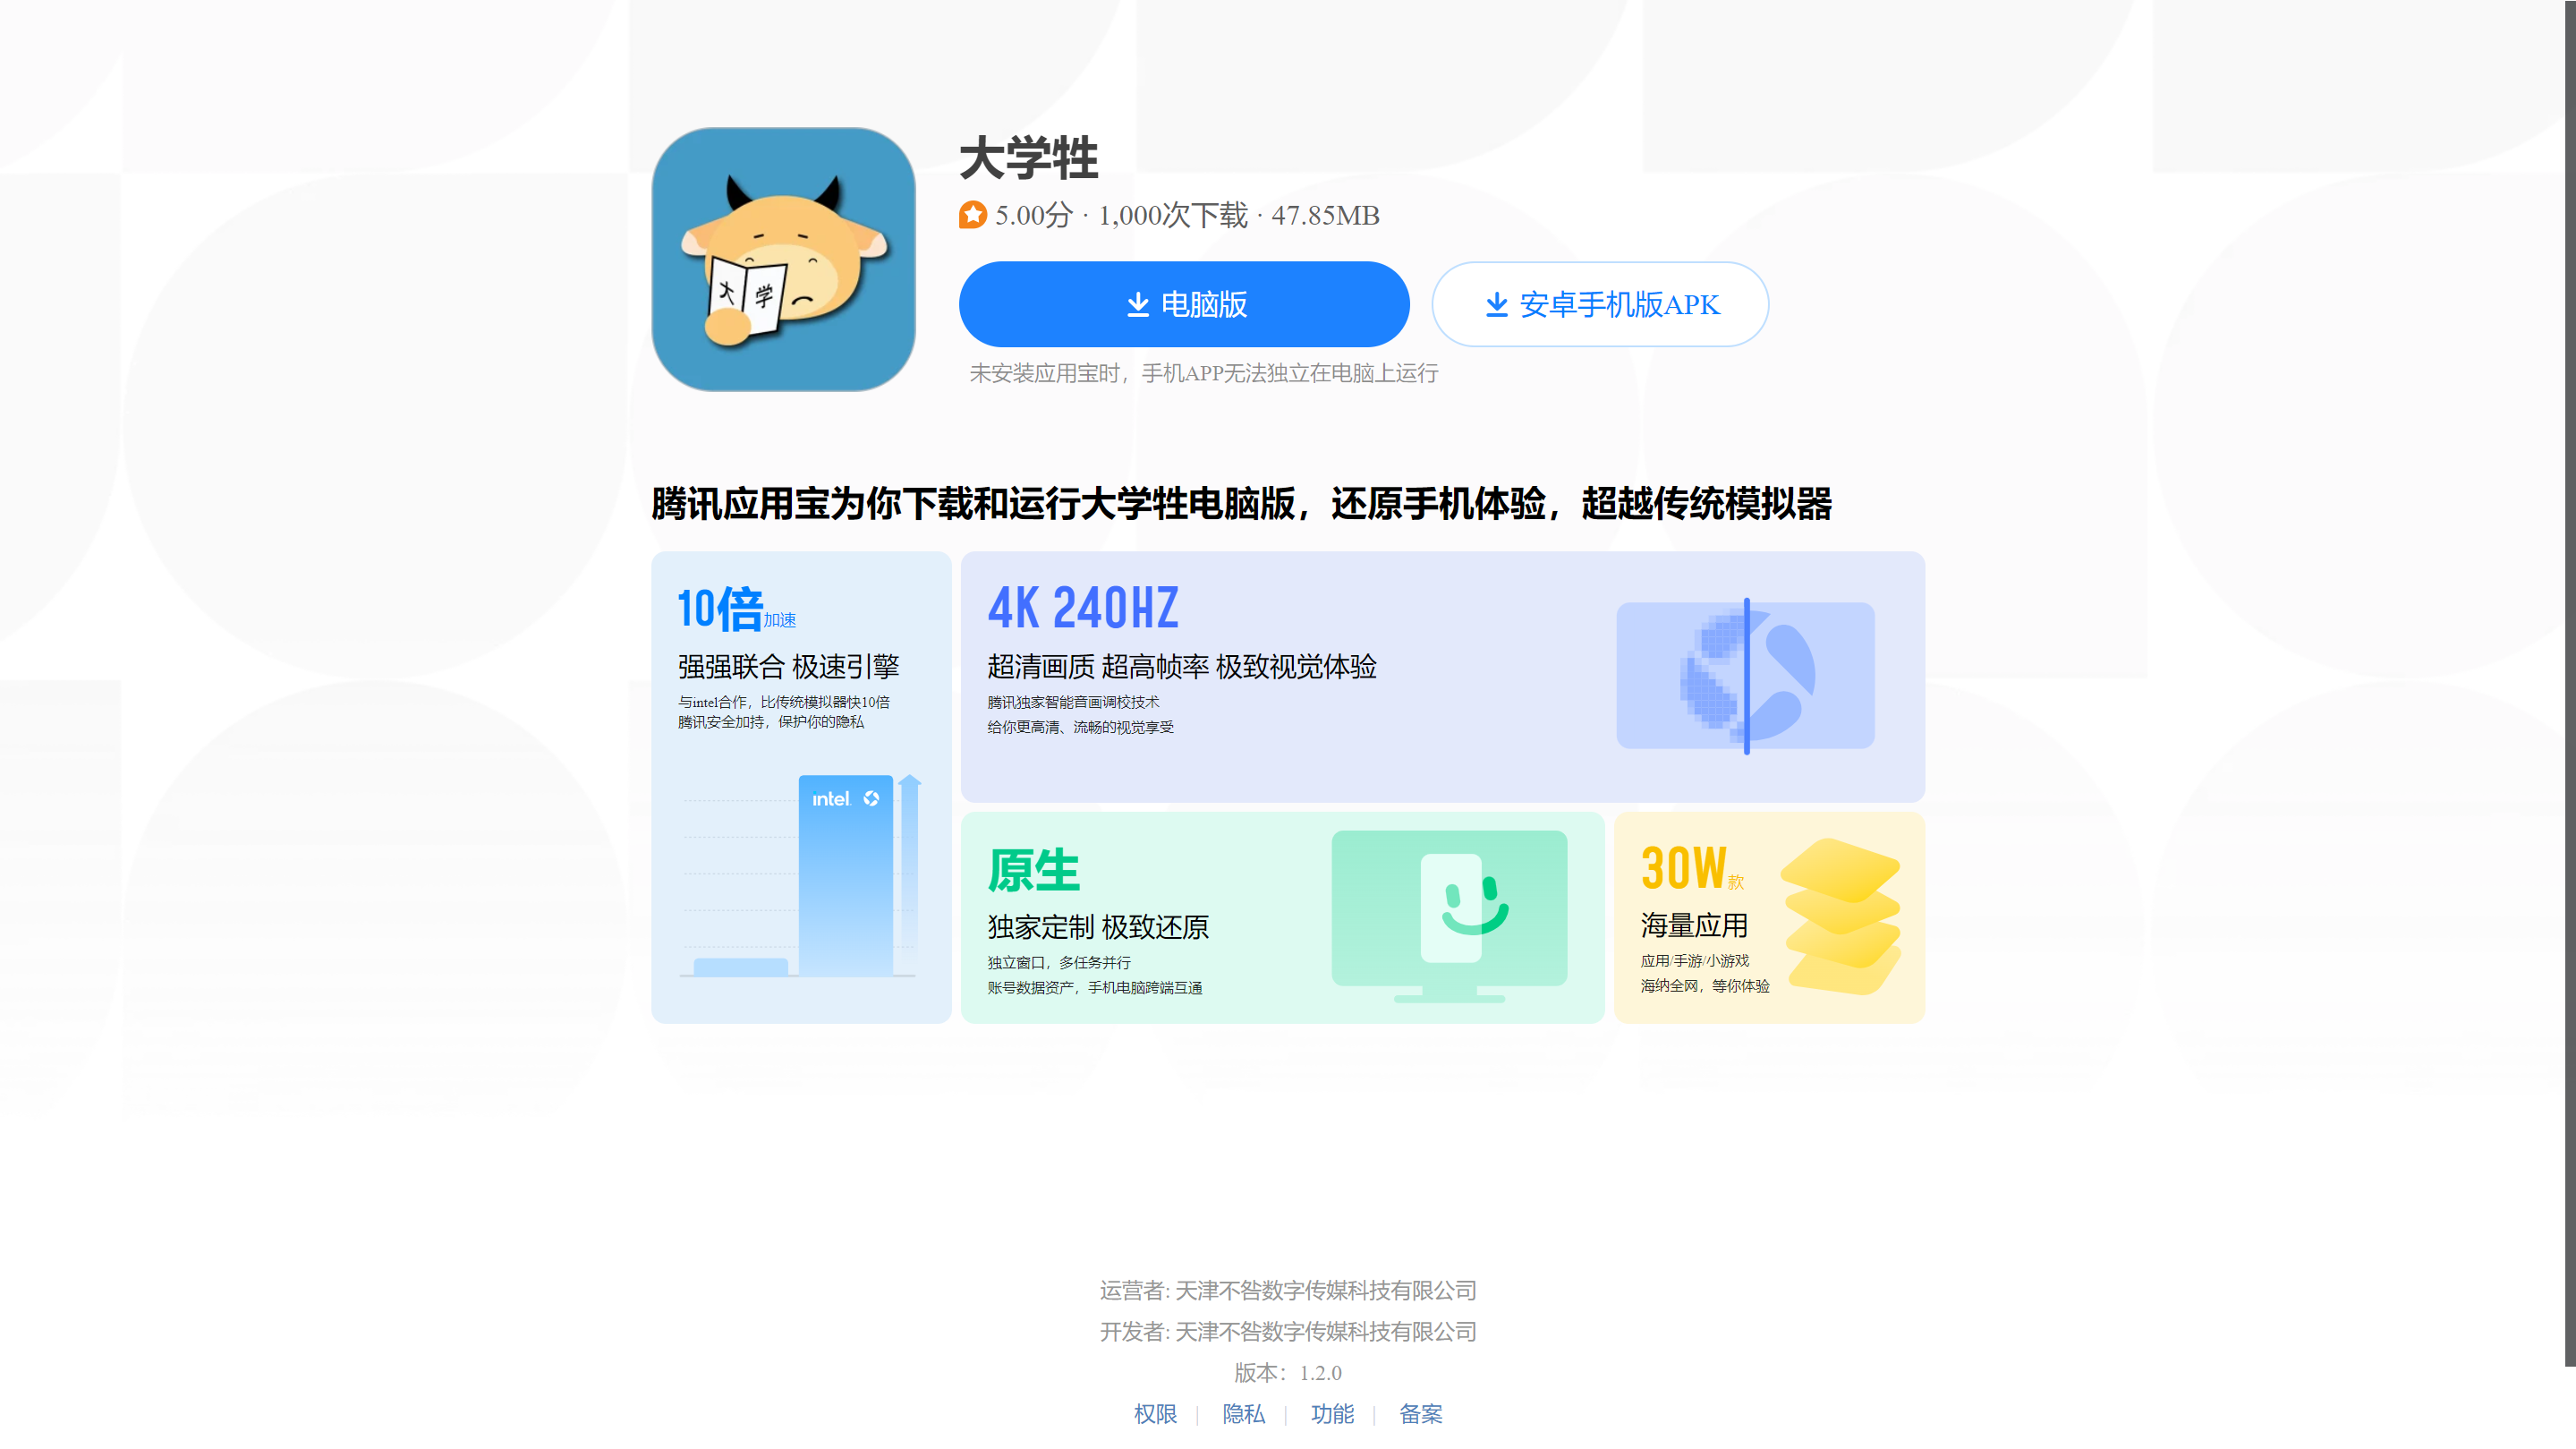 大学牲
5.00分 · 1,000次下载 · 47.85MB
电脑版
安卓手机版APK
未安装应用宝时，手机APP无法独立在电脑上运行
大 学
腾讯应用宝为你下载和运行大学牲电脑版，还原手机体验，超越传统模拟器
10倍加速
强强联合 极速引擎
与intel合作，比传统模拟器快10倍
腾讯安全加持，保护你的隐私
intel
4K 240HZ
超清画质 超高帧率 极致视觉体验
腾讯独家智能音画调校技术
给你更高清、流畅的视觉享受
原生
独家定制 极致还原
独立窗口，多任务并行
账号数据资产，手机电脑跨端互通
30W款
海量应用
应用/手游/小游戏
海纳全网，等你体验
运营者: 天津不咎数字传媒科技有限公司
开发者: 天津不咎数字传媒科技有限公司
版本：1.2.0
权限 | 隐私 | 功能 | 备案